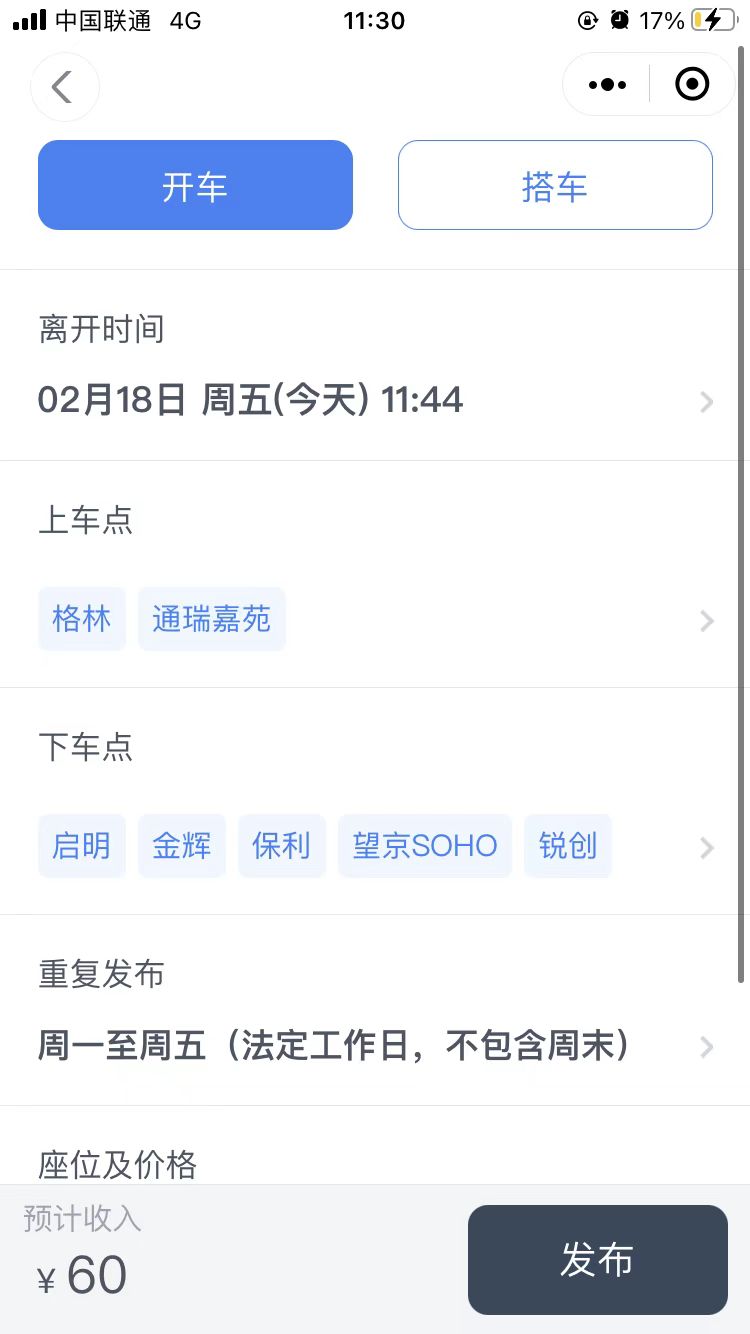 中国联通 4G 11:30 17%
开车 搭车
离开时间
02月18日 周五(今天) 11:44
上车点
格林 通瑞嘉苑
下车点
启明 金辉 保利 望京SOHO 锐创
重复发布
周一至周五（法定工作日，不包含周末）
座位及价格
预计收入
¥ 60
发布